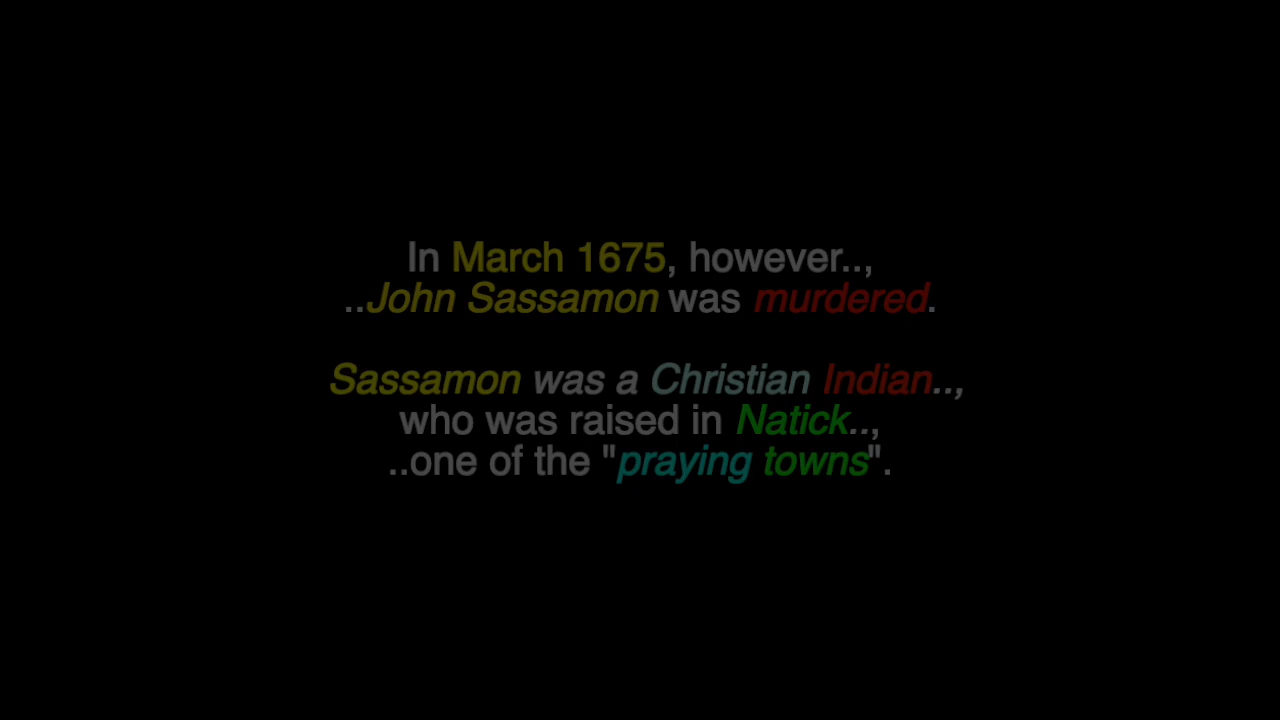 In March 1675, however..,
..John Sassamon was murdered.
Sassamon was a Christian Indian..,
who was raised in Natick..,
..one of the "praying towns".